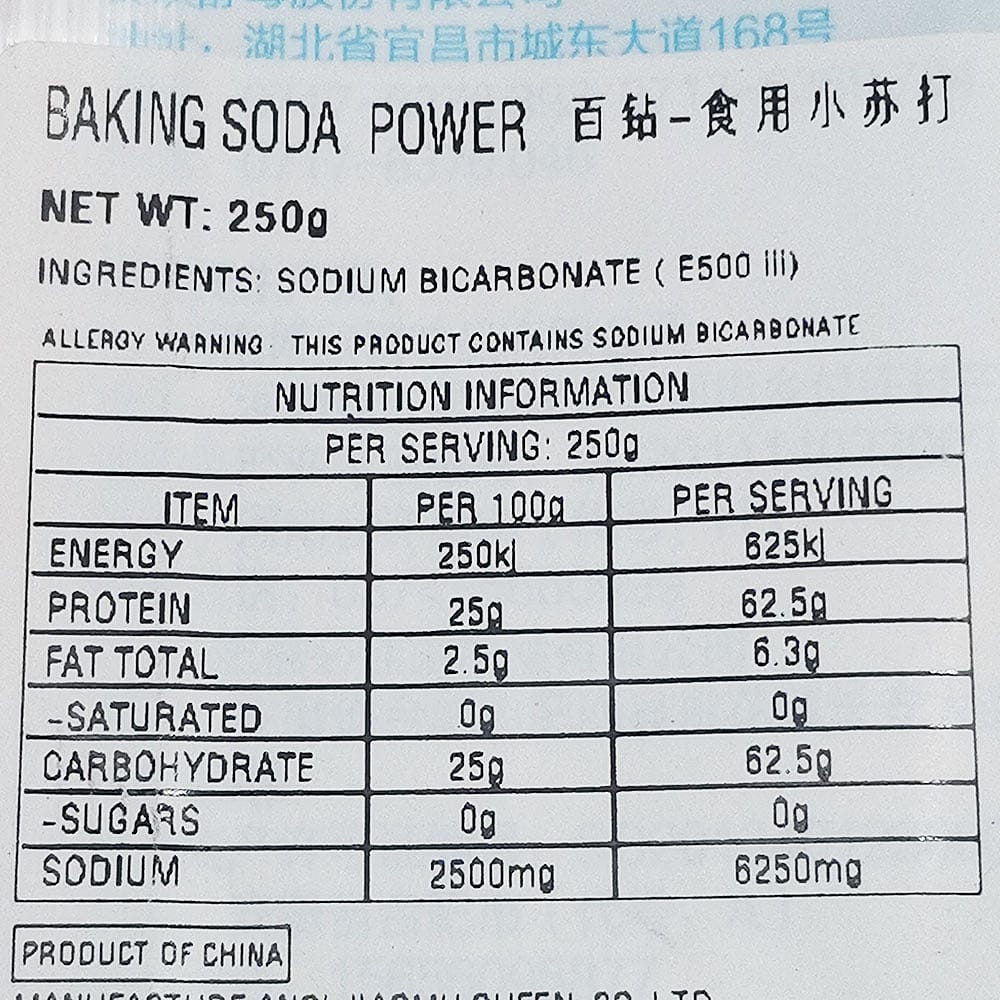 湖北省宜昌市城东大道168号
BAKING SODA POWER 百钻-食用小苏打
NET WT: 250g
INGREDIENTS: SODIUM BICARBONATE ( E500 iii)
ALLERGY WARNING THIS PRODUCT CONTAINS SODIUM BICARBONATE
NUTRITION INFORMATION
PER SERVING: 250g
ITEM PER 100g PER SERVING
ENERGY 250kj 625kj
PROTEIN 25g 62.5g
FAT TOTAL 2.5g 6.3g
-SATURATED 0g 0g
CARBOHYDRATE 25g 62.5g
-SUGARS 0g 0g
SODIUM 2500mg 6250mg
PRODUCT OF CHINA